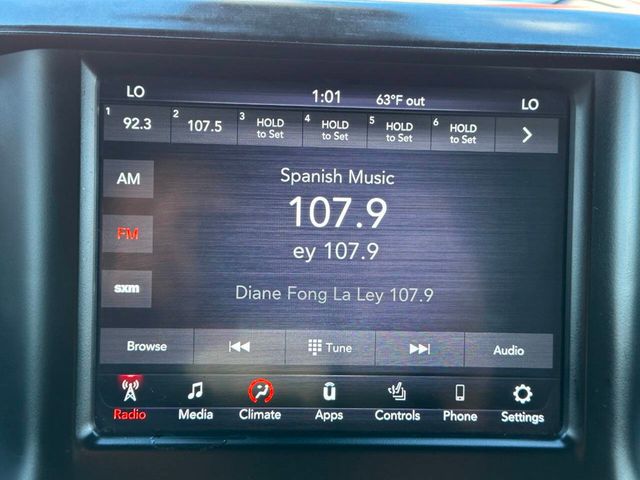 LO 1:01 63°F out LO
1 92.3 2 107.5 3 HOLD to Set 4 HOLD to Set 5 HOLD to Set 6 HOLD to Set
AM
Spanish Music
107.9
FM
ey 107.9
sxm
Diane Fong La Ley 107.9
Browse Tune Audio
Radio Media Climate Apps Controls Phone Settings